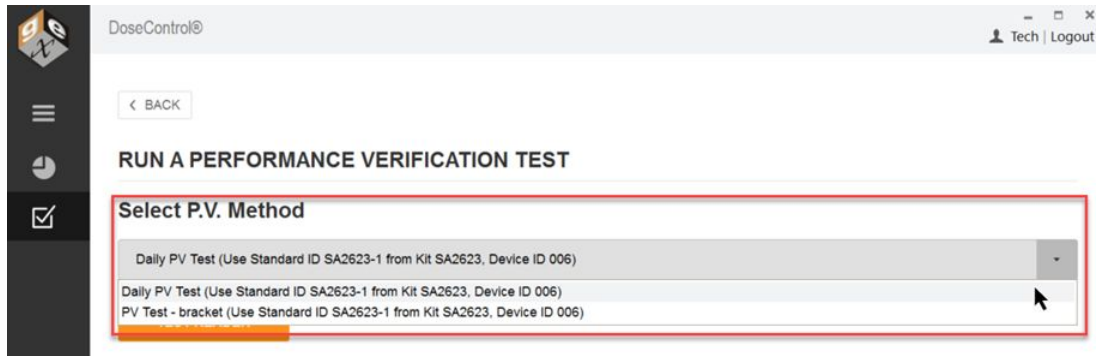 gex
DoseControl®
Tech | Logout
< BACK
RUN A PERFORMANCE VERIFICATION TEST
Select P.V. Method
Daily PV Test (Use Standard ID SA2623-1 from Kit SA2623, Device ID 006)
Daily PV Test (Use Standard ID SA2623-1 from Kit SA2623, Device ID 006)
PV Test - bracket (Use Standard ID SA2623-1 from Kit SA2623, Device ID 006)